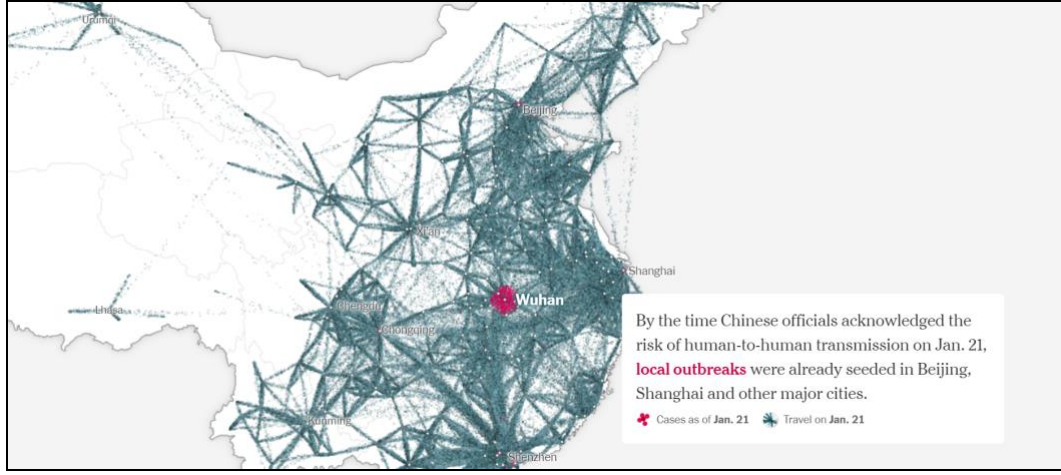 Urumqi
Beijing
Xi'an
Shanghai
Wuhan
Lhasa
Chengdu
Chongqing
By the time Chinese officials acknowledged the
risk of human-to-human transmission on Jan. 21,
local outbreaks were already seeded in Beijing,
Shanghai and other major cities.
Cases as of Jan. 21 Travel on Jan. 21
Kunming
Shenzhen